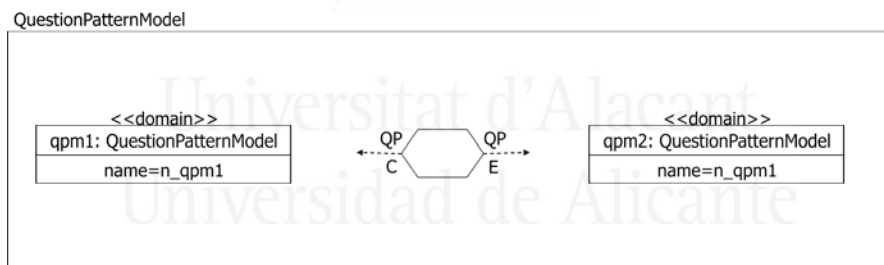 QuestionPatternModel
Universitat d'Alacant
Universidad de Alicante
<<domain>>
qpm1: QuestionPatternModel
name=n_qpm1
QP QP
C E
<<domain>>
qpm2: QuestionPatternModel
name=n_qpm1